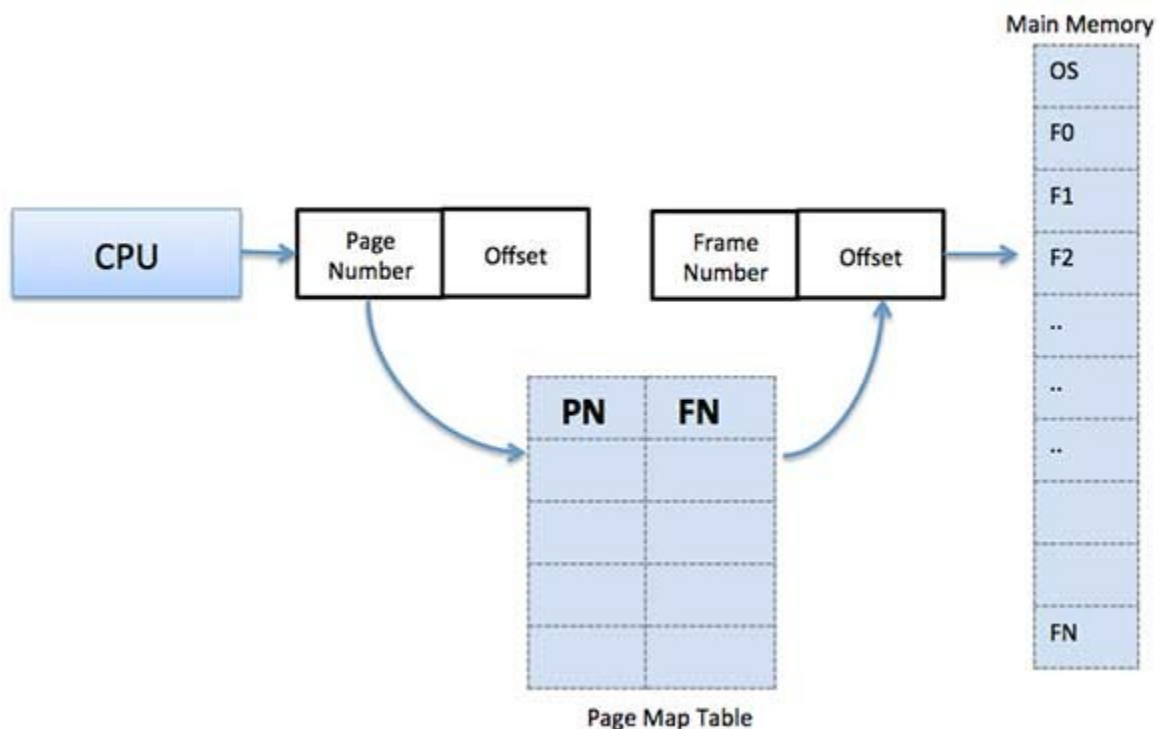 Main Memory
OS
F0
F1
F2
..
..
..
FN
CPU
Page
Number
Offset
Frame
Number
Offset
PN FN
Page Map Table